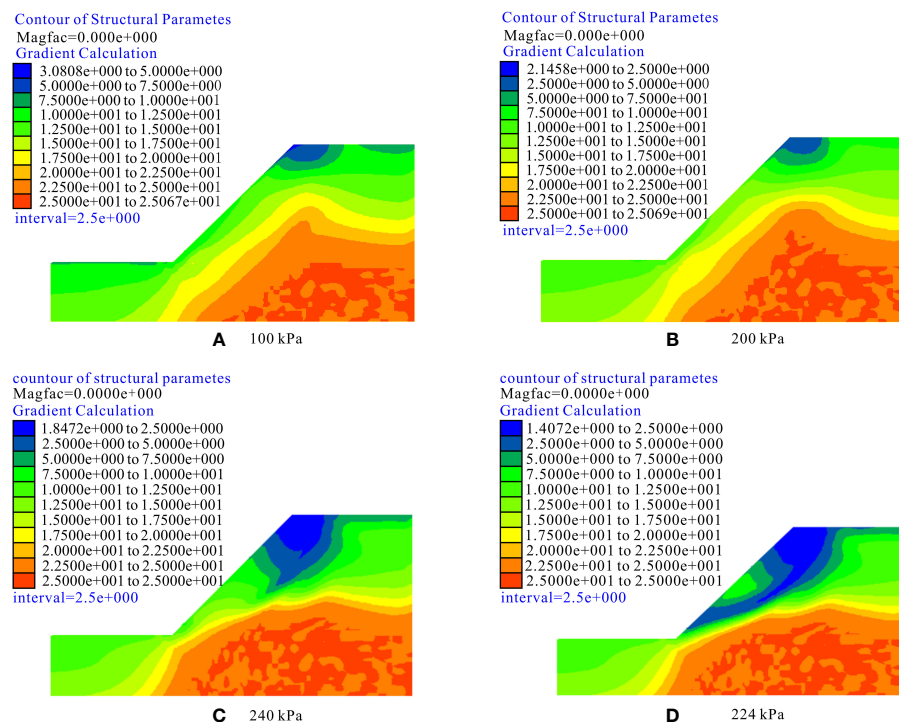 Contour of Structural Parametes
Magfac=0.000e+000
Gradient Calculation
3.0808e+000 to 5.0000e+000
5.0000e+000 to 7.5000e+000
7.5000e+000 to 1.0000e+001
1.0000e+001 to 1.2500e+001
1.2500e+001 to 1.5000e+001
1.5000e+001 to 1.7500e+001
1.7500e+001 to 2.0000e+001
2.0000e+001 to 2.2500e+001
2.2500e+001 to 2.5000e+001
2.5000e+001 to 2.5067e+001
interval=2.5e+000
A 100 kPa
Contour of Structural Parametes
Magfac=0.000e+000
Gradient Calculation
2.1458e+000 to 2.5000e+000
2.5000e+000 to 5.0000e+000
5.0000e+000 to 7.5000e+001
7.5000e+000 to 1.0000e+001
1.0000e+001 to 1.2500e+001
1.2500e+001 to 1.5000e+001
1.5000e+001 to 1.7500e+001
1.7500e+001 to 2.0000e+001
2.0000e+001 to 2.2500e+001
2.2500e+001 to 2.5000e+001
2.5000e+001 to 2.5069e+001
interval=2.5e+000
B 200 kPa
countour of structural parametes
Magfac=0.0000e+000
Gradient Calculation
1.8472e+000 to 2.5000e+000
2.5000e+000 to 5.0000e+000
5.0000e+000 to 7.5000e+000
7.5000e+000 to 1.0000e+001
1.0000e+001 to 1.2500e+001
1.2500e+001 to 1.5000e+001
1.5000e+001 to 1.7500e+001
1.7500e+001 to 2.0000e+001
2.0000e+001 to 2.2500e+001
2.2500e+001 to 2.5000e+001
2.5000e+001 to 2.5000e+001
interval=2.5e+000
C 240 kPa
countour of structural parametes
Magfac=0.0000e+000
Gradient Calculation
1.4072e+000 to 2.5000e+000
2.5000e+000 to 5.0000e+000
5.0000e+000 to 7.5000e+000
7.5000e+000 to 1.0000e+001
1.0000e+001 to 1.2500e+001
1.2500e+001 to 1.5000e+001
1.5000e+001 to 1.7500e+001
1.7500e+001 to 2.0000e+001
2.0000e+001 to 2.2500e+001
2.2500e+001 to 2.5000e+001
2.5000e+001 to 2.5000e+001
interval=2.5e+000
D 224 kPa